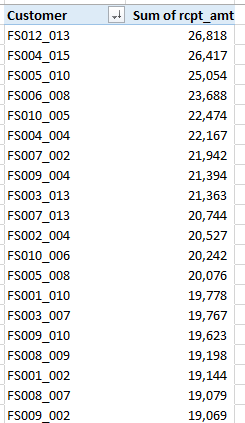 Customer Sum of rcpt_amt
FS012_013 26,818
FS004_015 26,417
FS005_010 25,054
FS006_008 23,688
FS010_005 22,474
FS004_004 22,167
FS007_002 21,942
FS009_004 21,394
FS003_013 21,363
FS007_013 20,744
FS002_004 20,527
FS010_006 20,242
FS005_008 20,076
FS001_010 19,778
FS003_007 19,767
FS009_010 19,623
FS008_009 19,198
FS001_002 19,144
FS008_007 19,079
FS009_002 19,069